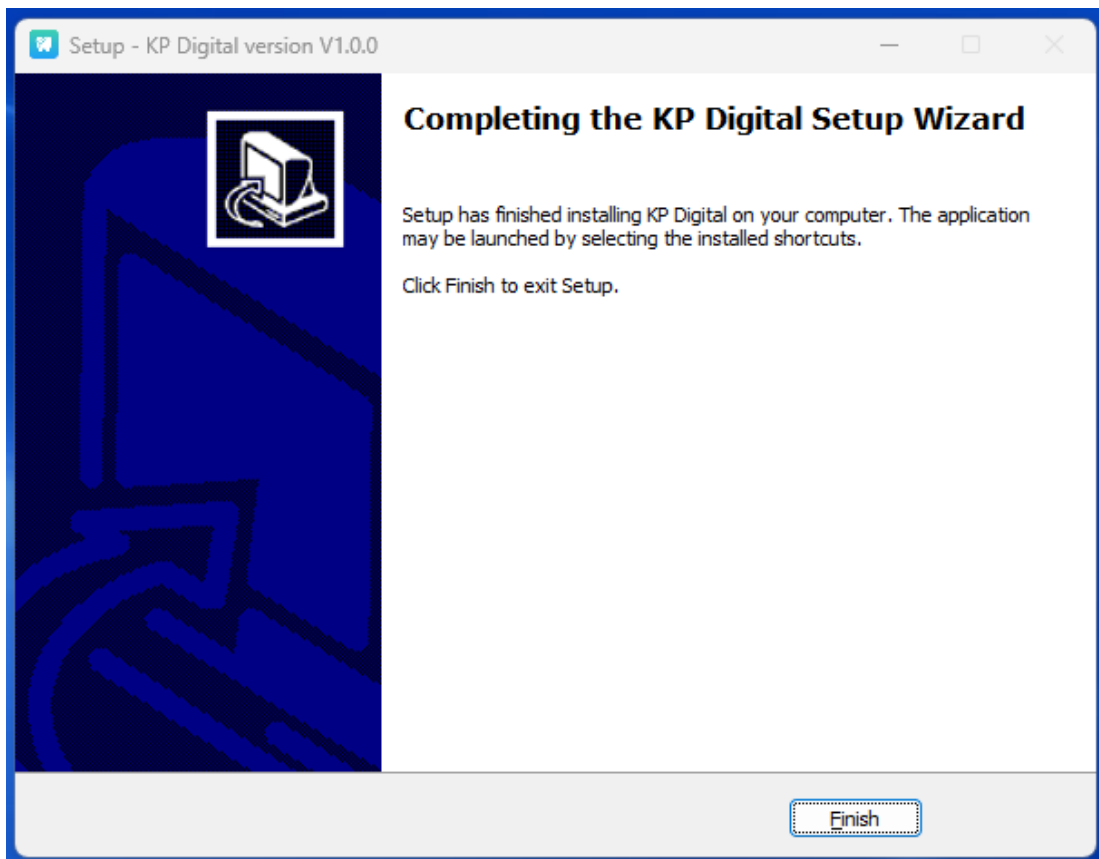 Setup - KP Digital version V1.0.0
Completing the KP Digital Setup Wizard
Setup has finished installing KP Digital on your computer. The application
may be launched by selecting the installed shortcuts.
Click Finish to exit Setup.
Finish